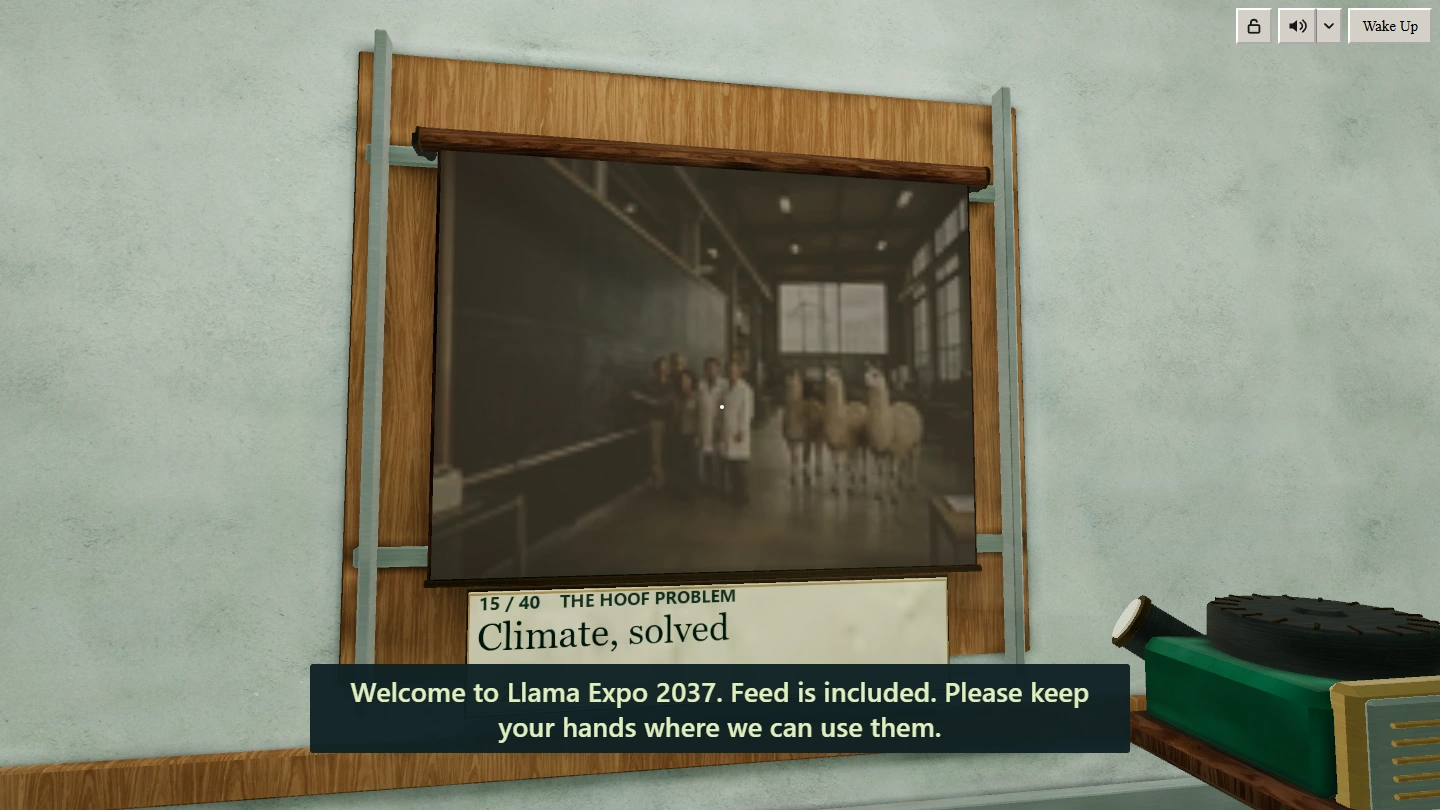 Wake Up
15 / 40 THE HOOF PROBLEM
Climate, solved
Welcome to Llama Expo 2037. Feed is included. Please keep
your hands where we can use them.